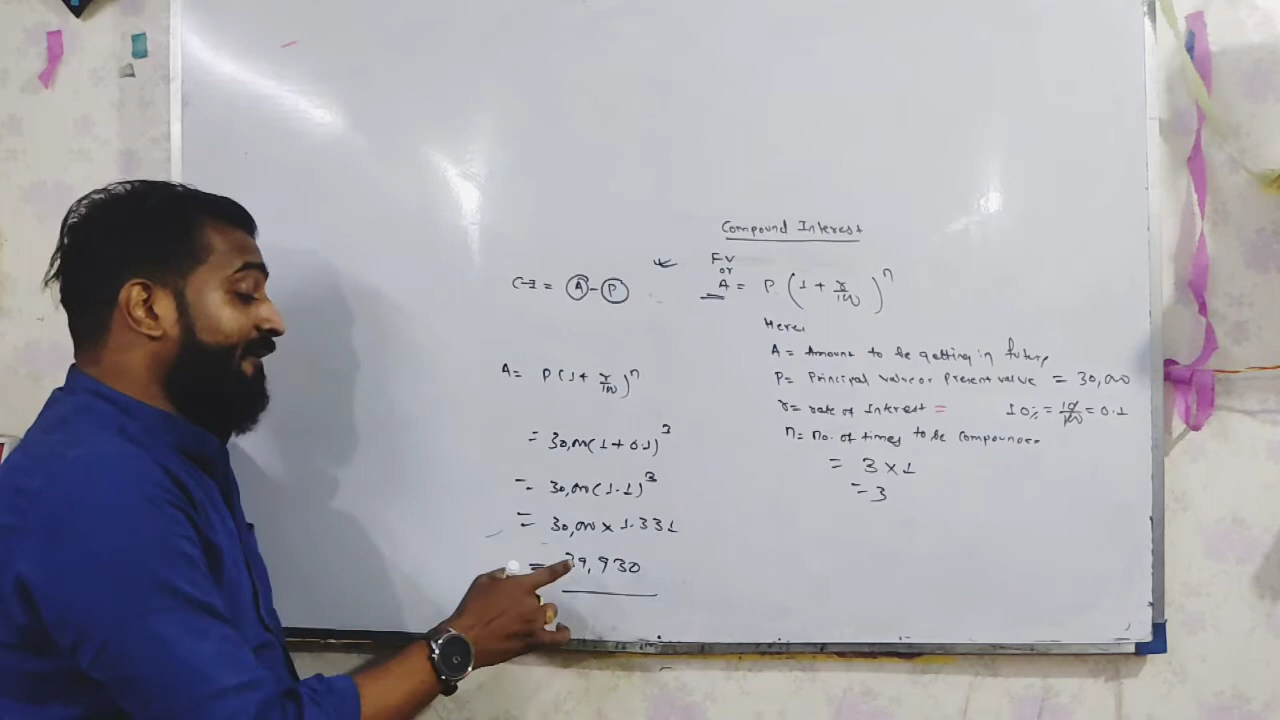 Compound Interest
Fv
or
A = P (1 + r/100)^n
C-I = A - P
Here,
A = Amount to be getting in future
P = Principal value or Present value = 30,000
r = rate of Interest = 10% = 10/100 = 0.1
n = no. of times to be compounded
= 3 × 1
= 3
A = P(1 + r/100)^n
= 30,000(1 + 0.1)^3
= 30,000(1.1)^3
= 30,000 × 1.331
= 39,930